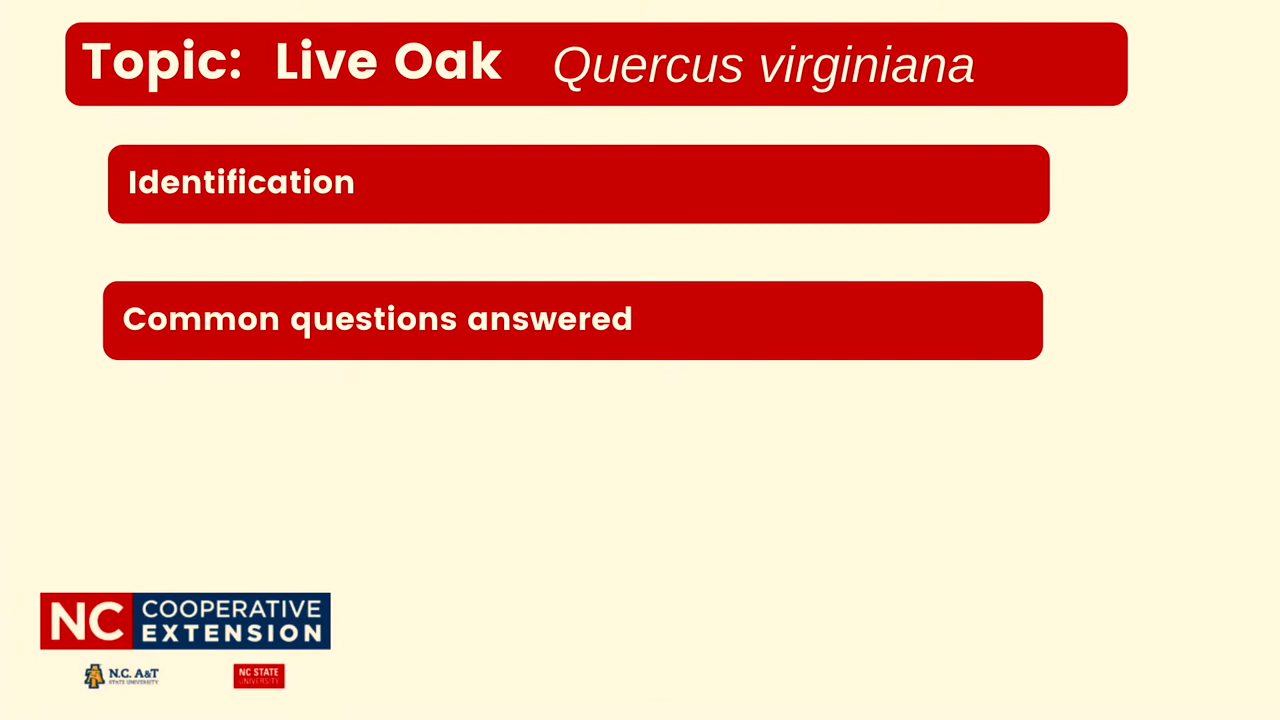 Topic: Live Oak Quercus virginiana
Identification
Common questions answered
NC COOPERATIVE EXTENSION
N.C. A&T STATE UNIVERSITY
NC STATE UNIVERSITY